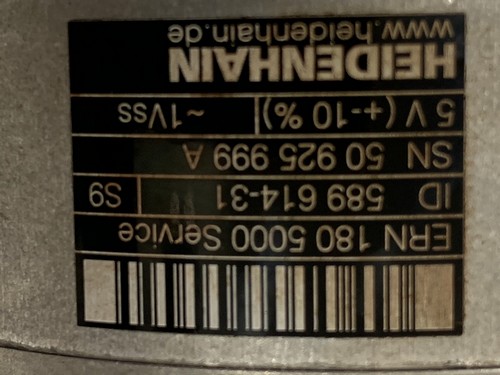 ERN 180 5000 Service
ID 589 614-31 S9
SN 50 925 999 A
5 V (+-10 %) ~1Vss
HEIDENHAIN
www.heidenhain.de